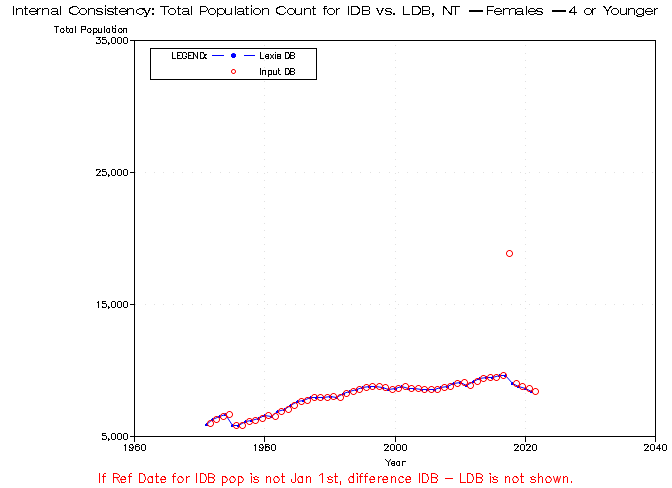 Internal Consistency: Total Population Count for IDB vs. LDB, NT —Females —4 or Younger
Total Population
35,000
LEGEND: Lexis DB
Input DB
25,000
15,000
5,000
1960 1980 2000 2020 2040
Year
If Ref Date for IDB pop is not Jan 1st, difference IDB – LDB is not shown.